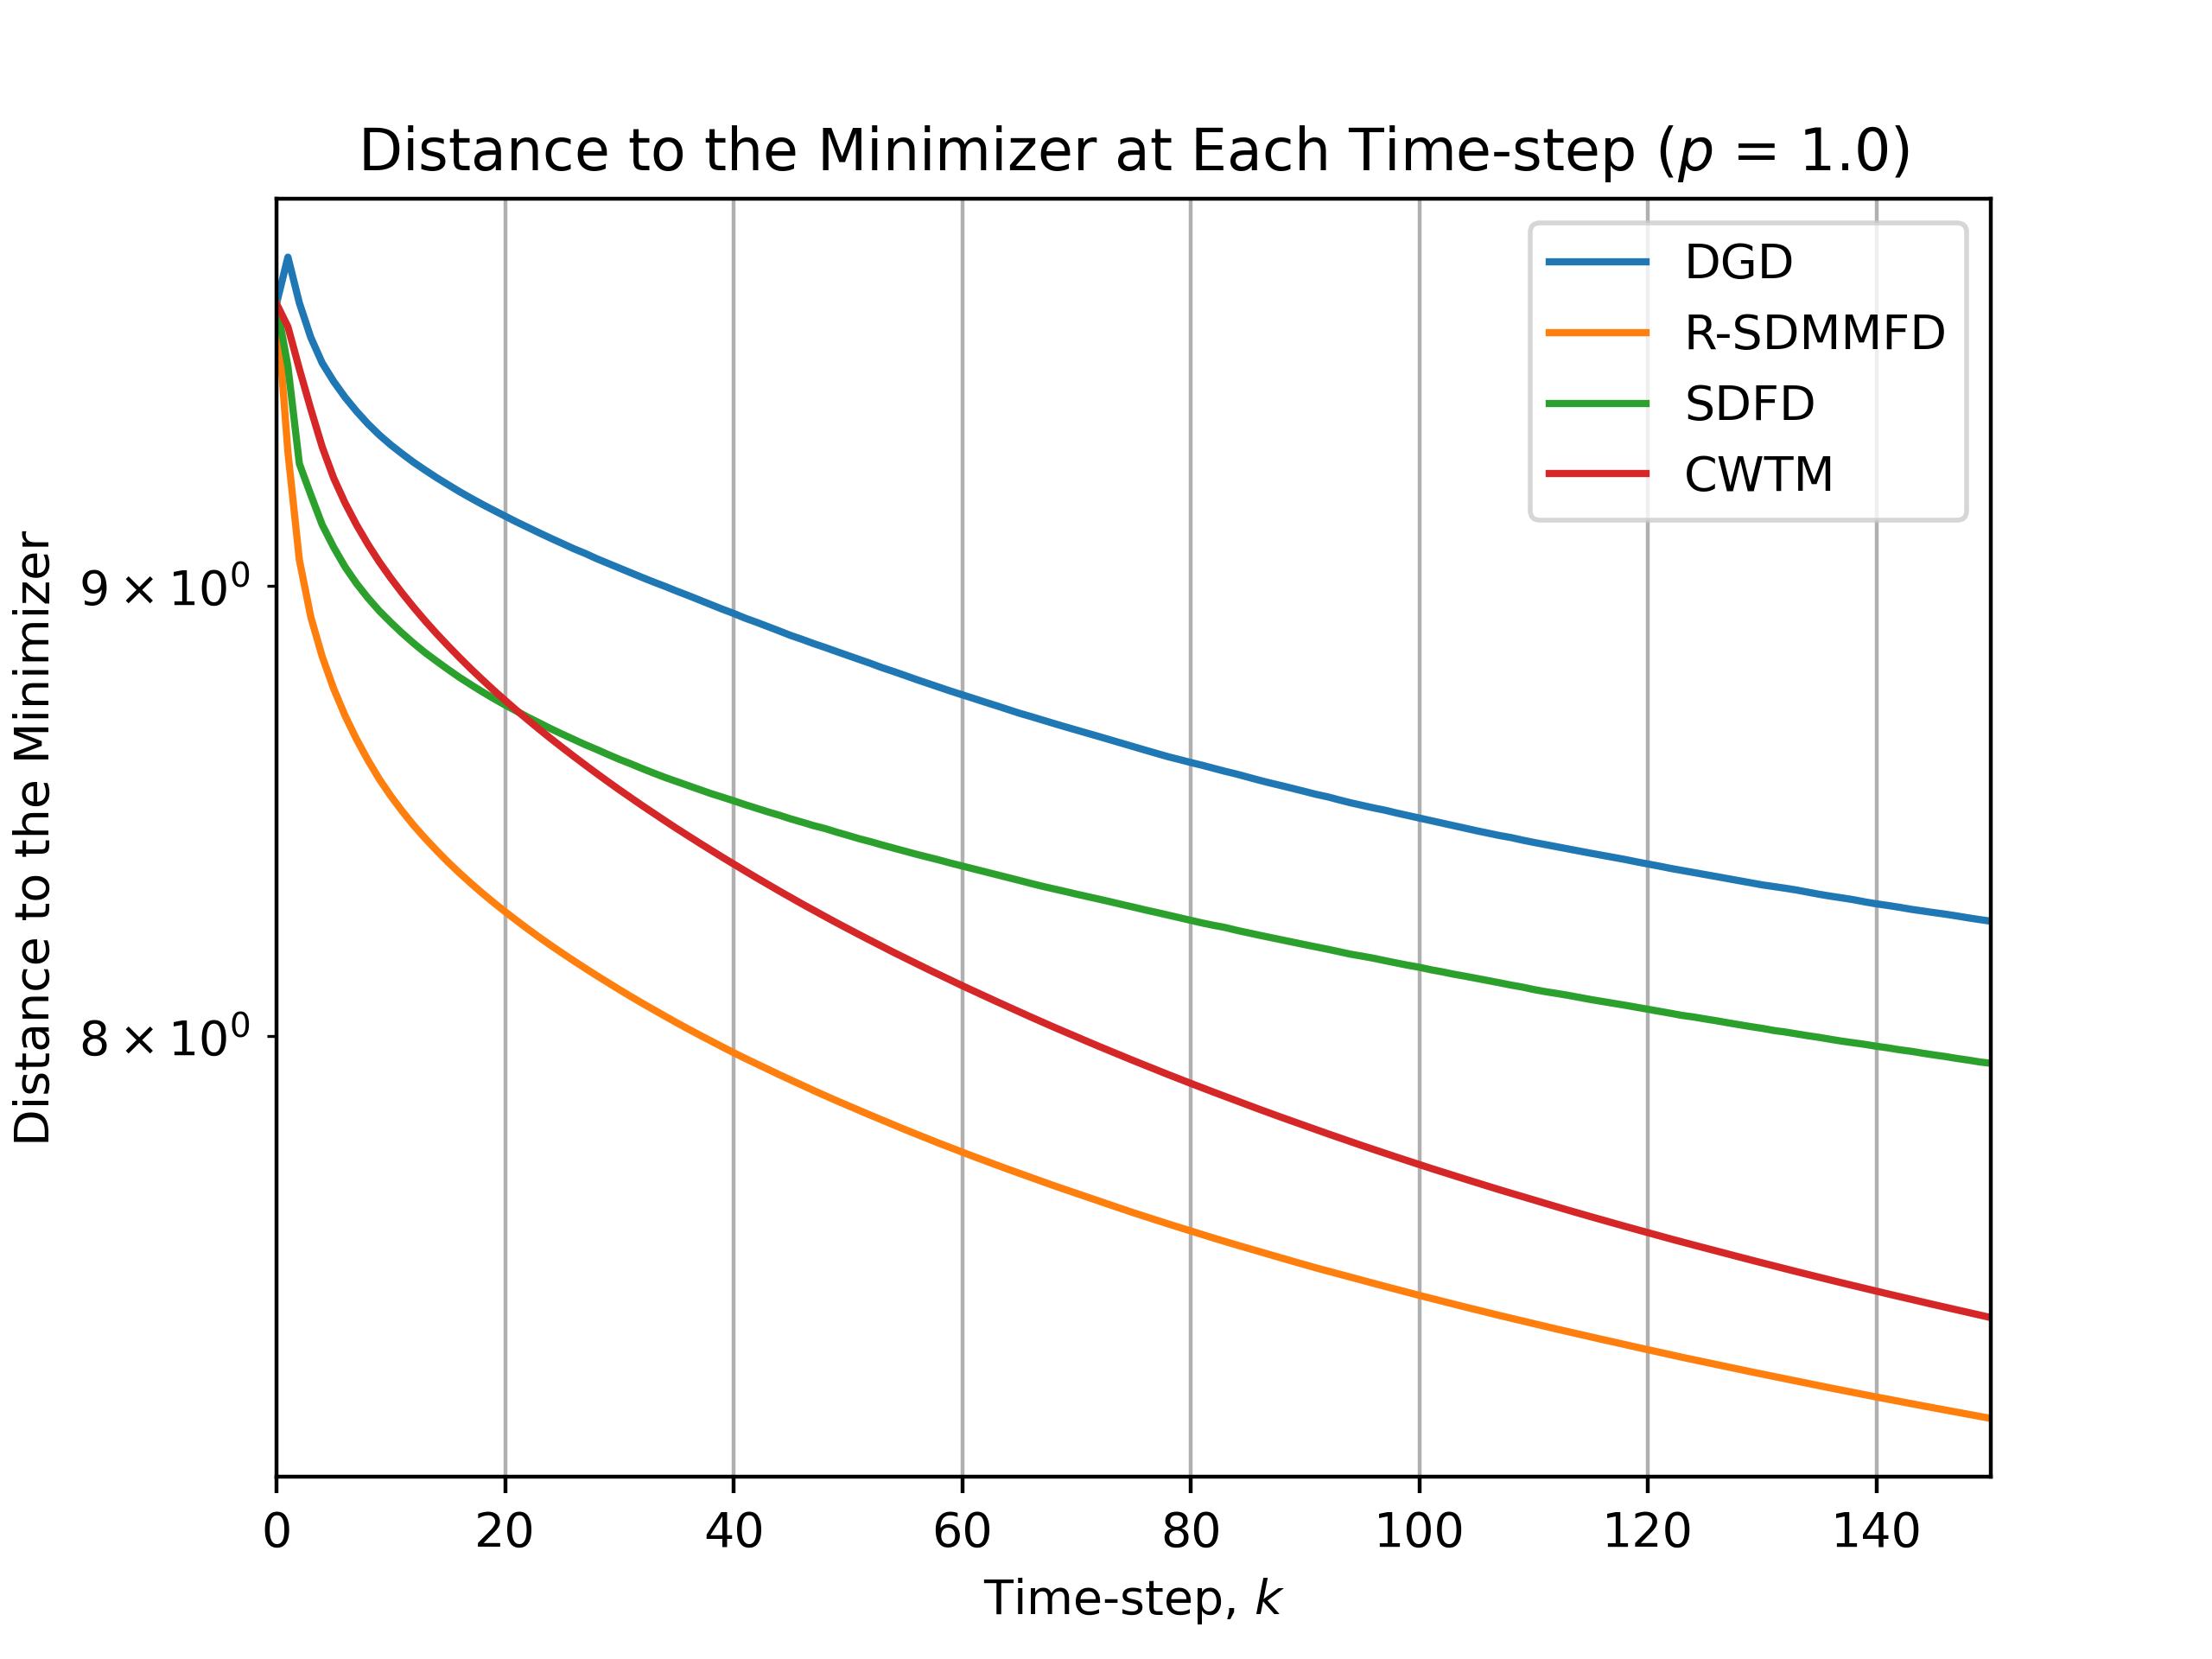 Distance to the Minimizer at Each Time-step (p = 1.0)
DGD
R-SDMMFD
SDFD
CWTM
Distance to the Minimizer
9 × 10⁰
8 × 10⁰
0 20 40 60 80 100 120 140
Time-step, k